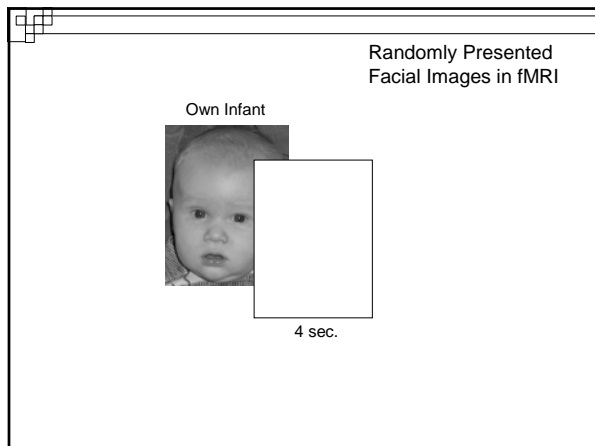 Randomly Presented
Facial Images in fMRI
Own Infant
4 sec.